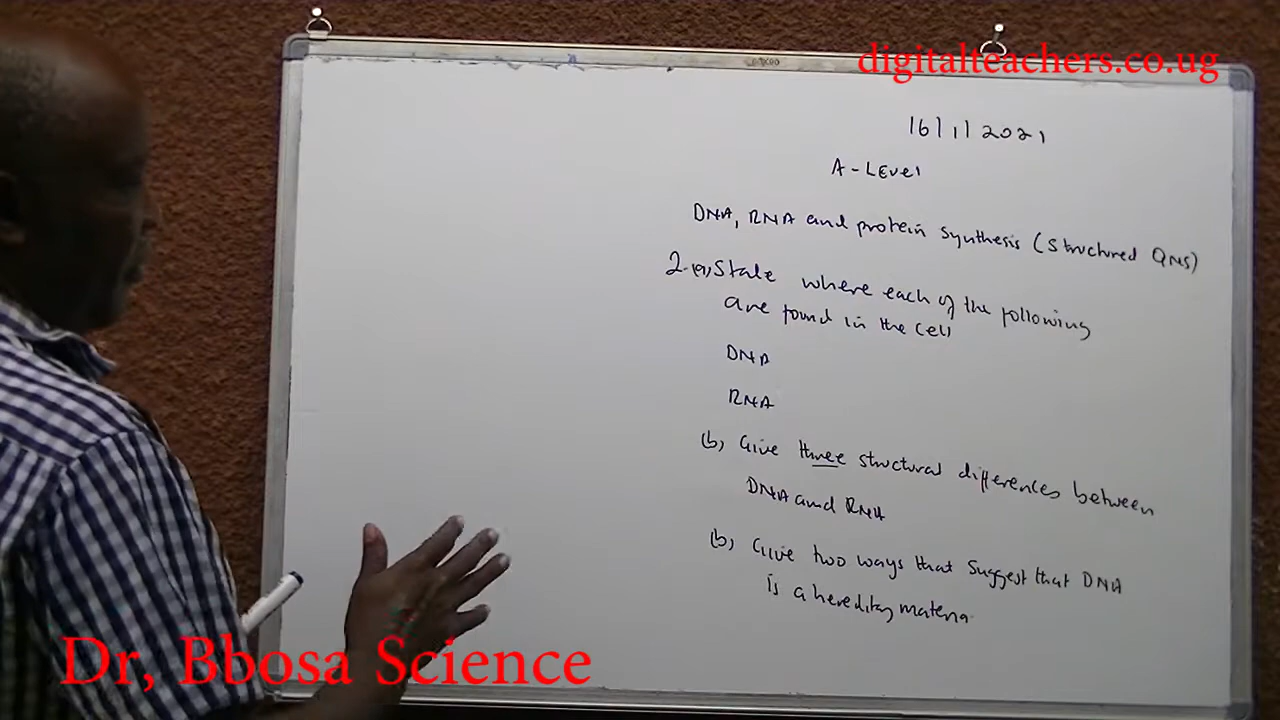 digitalteachers.co.ug
16/1/2021
A-Level
DNA, RNA and protein synthesis (structured QNS)
2.(a) State where each of the following
are found in the cell
DNA
RNA
(b) Give three structural differences between
DNA and RNA
(b) Give two ways that suggest that DNA
is a hereditary materia
Dr, Bbosa Science